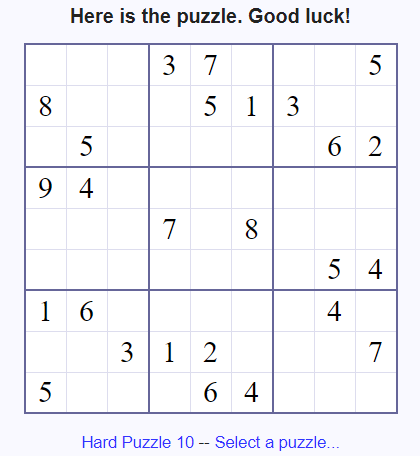 Here is the puzzle. Good luck!
3 7 5
8 5 1 3
5 6 2
9 4
7 8
5 4
1 6 4
3 1 2 7
5 6 4
Hard Puzzle 10 -- Select a puzzle...